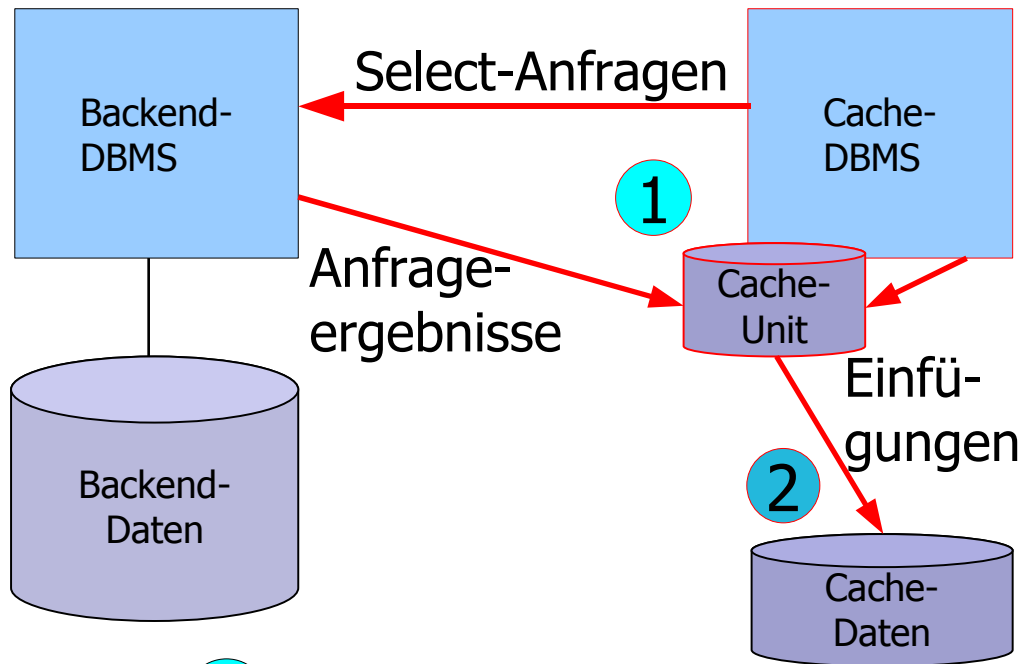 Select-Anfragen
Backend-
DBMS
Cache-
DBMS
1
Anfrage-
ergebnisse
Cache-
Unit
Einfü-
gungen
2
Backend-
Daten
Cache-
Daten